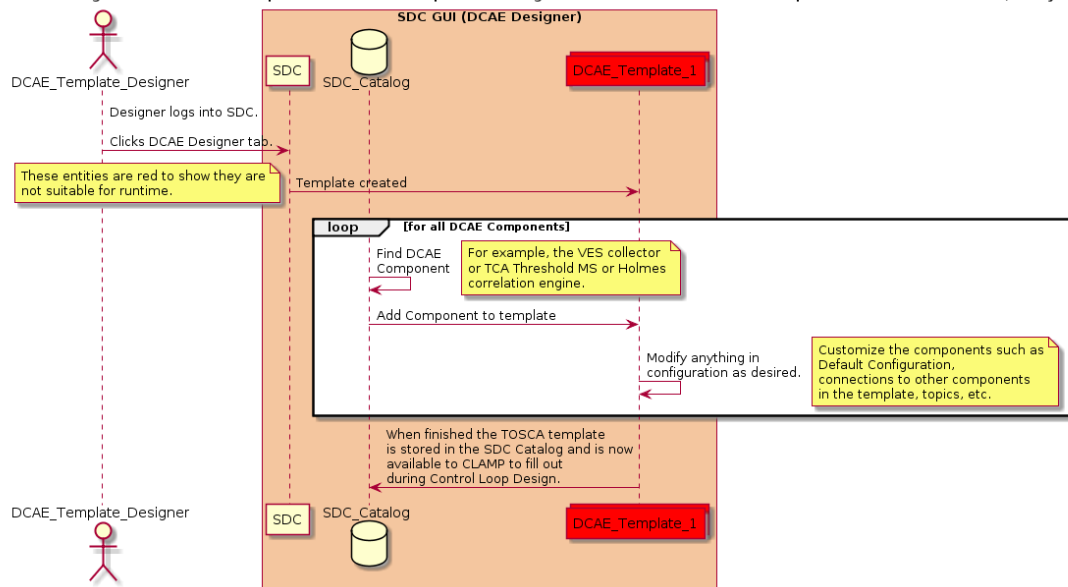 SDC GUI (DCAE Designer)
DCAE_Template_Designer
SDC
SDC_Catalog
DCAE_Template_1
Designer logs into SDC.
Clicks DCAE Designer tab.
These entities are red to show they are
not suitable for runtime.
Template created
loop
[for all DCAE Components]
Find DCAE
Component
For example, the VES collector
or TCA Threshold MS or Holmes
correlation engine.
Add Component to template
Modify anything in
configuration as desired.
Customize the components such as
Default Configuration,
connections to other components
in the template, topics, etc.
When finished the TOSCA template
is stored in the SDC Catalog and is now
available to CLAMP to fill out
during Control Loop Design.
DCAE_Template_Designer
SDC
SDC_Catalog
DCAE_Template_1